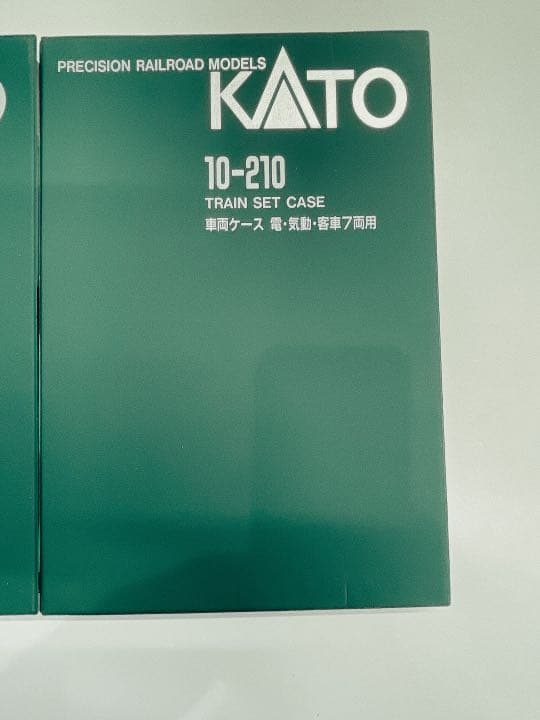 PRECISION RAILROAD MODELS
KATO
10-210
TRAIN SET CASE
車両ケース 電・気動・客車7両用